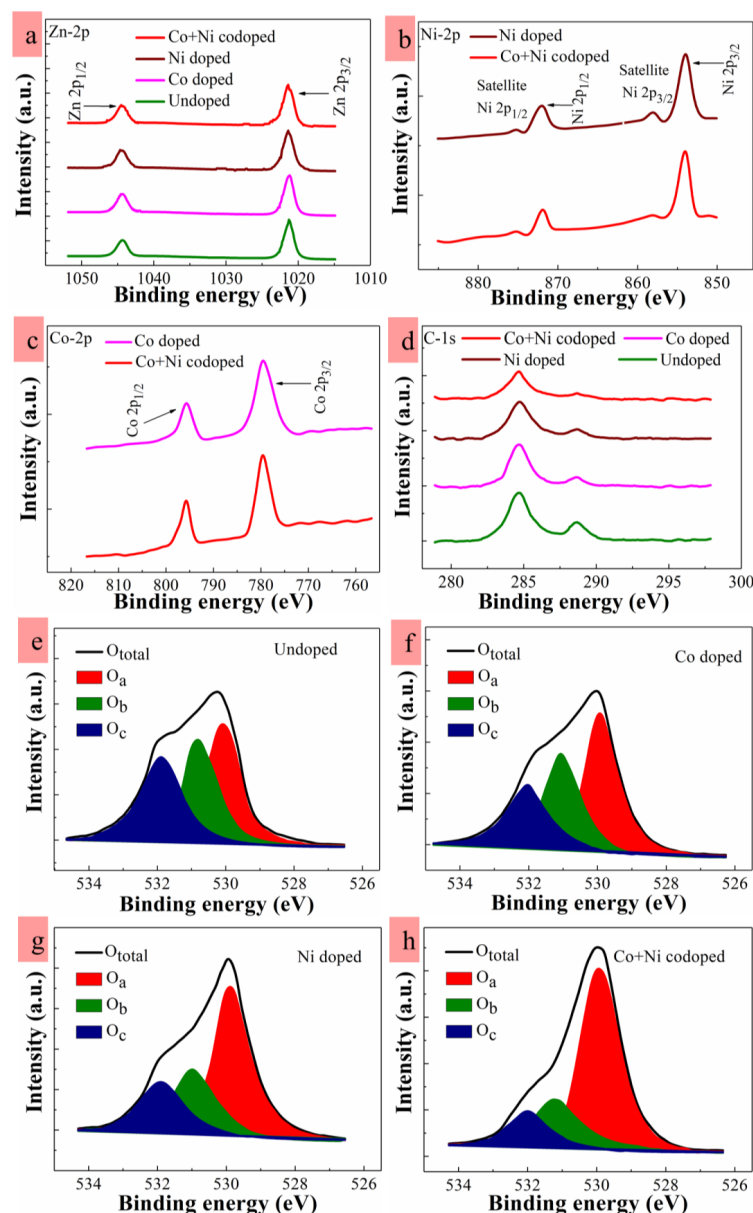 a
Zn-2p
Co+Ni codoped
Ni doped
Co doped
Undoped
Zn 2p1/2
Zn 2p3/2
Intensity (a.u.)
1050 1040 1030 1020 1010
Binding energy (eV)
b
Ni-2p
Ni doped
Co+Ni codoped
Satellite
Ni 2p1/2
Ni 2p1/2
Satellite
Ni 2p3/2
Ni 2p3/2
Intensity (a.u.)
880 870 860 850
Binding energy (eV)
c
Co-2p
Co doped
Co+Ni codoped
Co 2p1/2
Co 2p3/2
Intensity (a.u.)
820 810 800 790 780 770 760
Binding energy (eV)
d
C-1s
Co+Ni codoped
Co doped
Ni doped
Undoped
Intensity (a.u.)
280 285 290 295 300
Binding energy (eV)
e
Undoped
Ototal
Oa
Ob
Oc
Intensity (a.u.)
534 532 530 528 526
Binding energy (eV)
f
Co doped
Ototal
Oa
Ob
Oc
Intensity (a.u.)
534 532 530 528 526
Binding energy (eV)
g
Ni doped
Ototal
Oa
Ob
Oc
Intensity (a.u.)
534 532 530 528 526
Binding energy (eV)
h
Co+Ni codoped
Ototal
Oa
Ob
Oc
Intensity (a.u.)
534 532 530 528 526
Binding energy (eV)